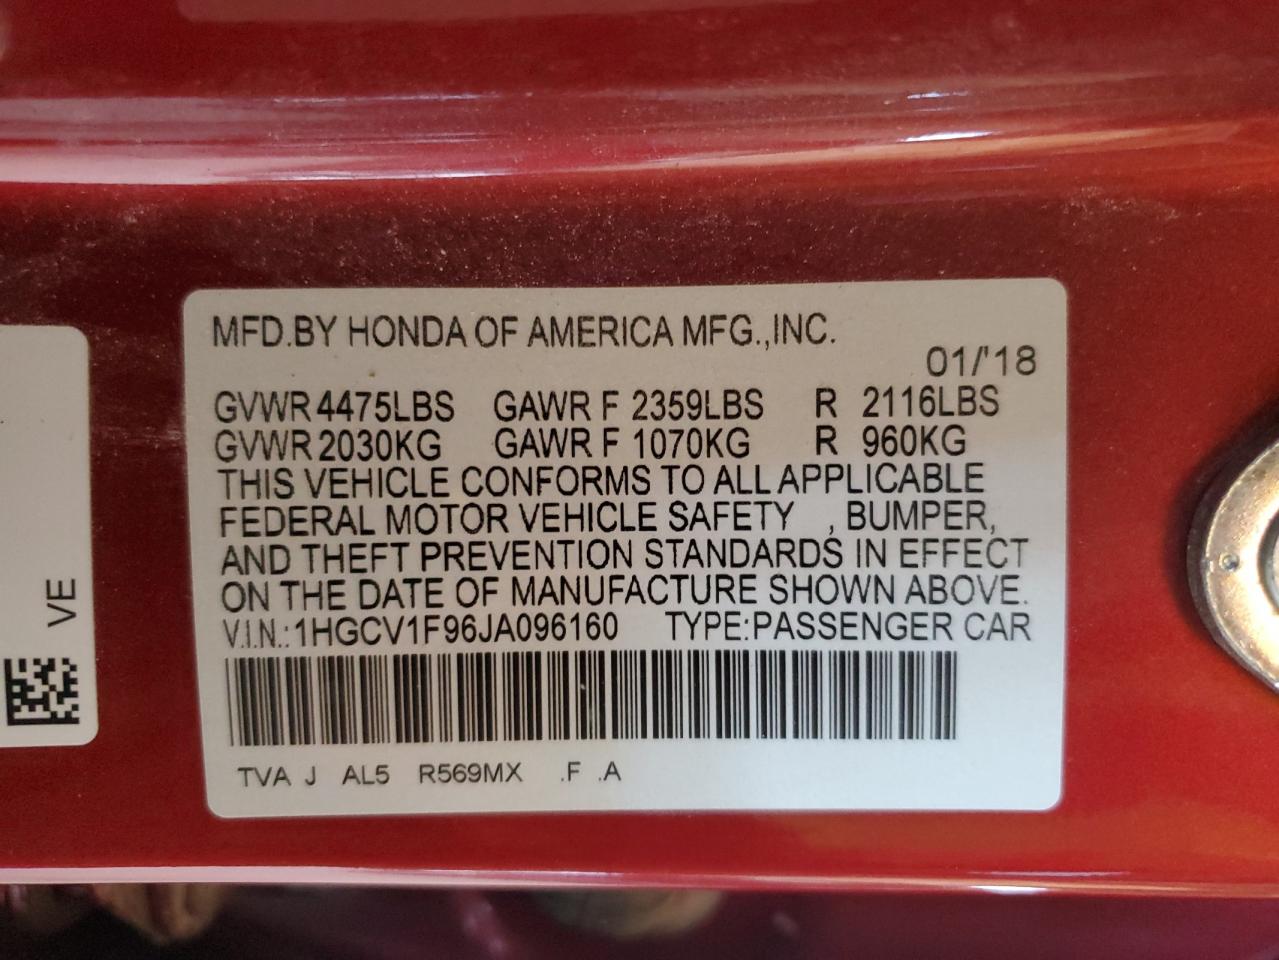 MFD.BY HONDA OF AMERICA MFG.,INC.
01/'18
GVWR 4475LBS GAWR F 2359LBS R 2116LBS
GVWR 2030KG GAWR F 1070KG R 960KG
THIS VEHICLE CONFORMS TO ALL APPLICABLE
FEDERAL MOTOR VEHICLE SAFETY , BUMPER,
AND THEFT PREVENTION STANDARDS IN EFFECT
ON THE DATE OF MANUFACTURE SHOWN ABOVE.
V.I.N.:1HGCV1F96JA096160 TYPE:PASSENGER CAR
TVA J AL5 R569MX .F .A
VE